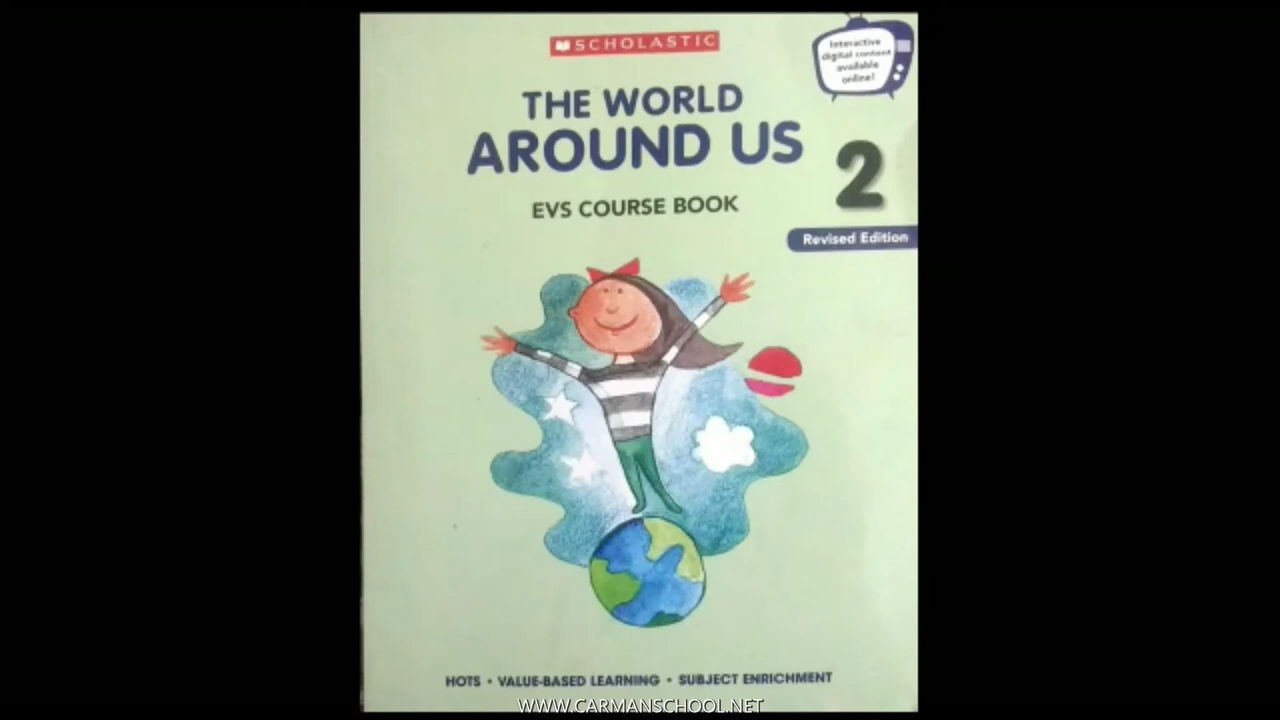 SCHOLASTIC
Interactive
digital content
available
online!
THE WORLD
AROUND US
2
EVS COURSE BOOK
Revised Edition
HOTS • VALUE-BASED LEARNING • SUBJECT ENRICHMENT
WWW.CARMANSCHOOL.NET